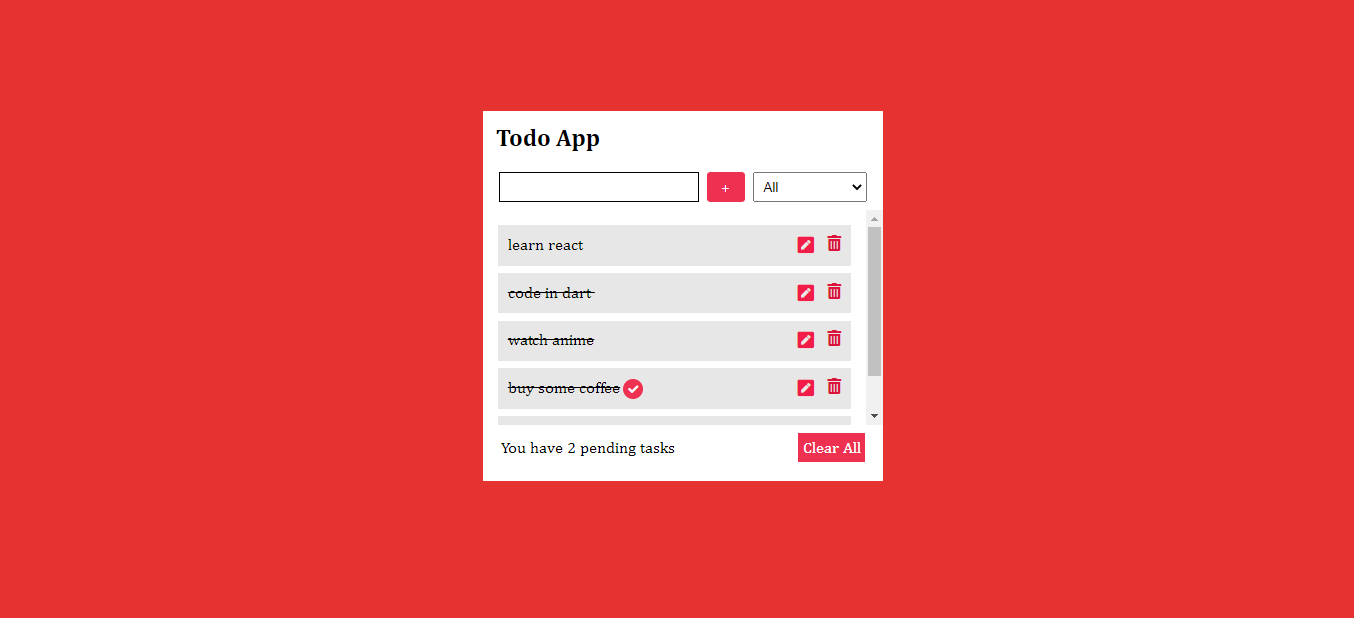 Todo App
+ All
learn react
code in dart
watch anime
buy some coffee
You have 2 pending tasks Clear All